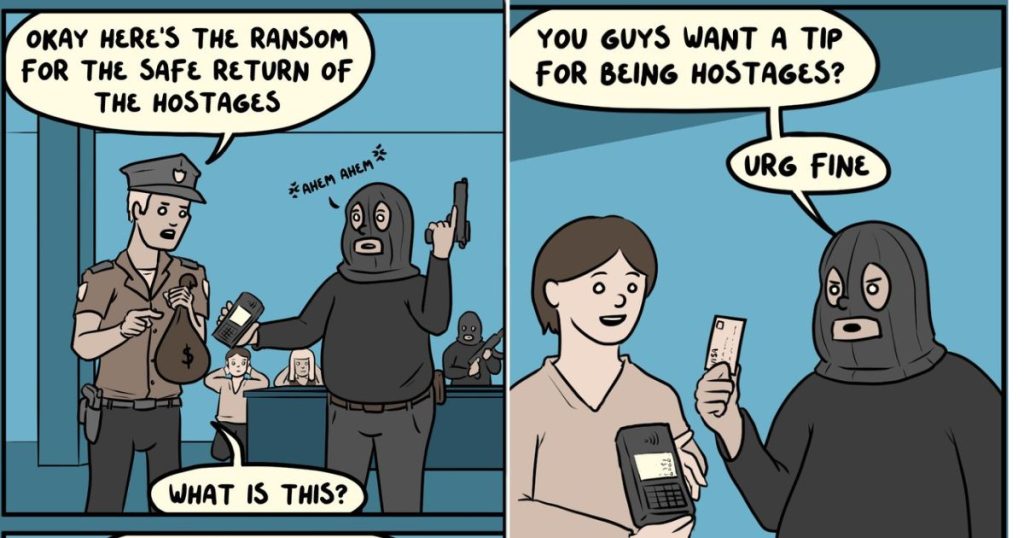 OKAY HERE'S THE RANSOM
FOR THE SAFE RETURN OF
THE HOSTAGES
AHEM AHEM
$
WHAT IS THIS?
YOU GUYS WANT A TIP
FOR BEING HOSTAGES?
URG FINE
VISA